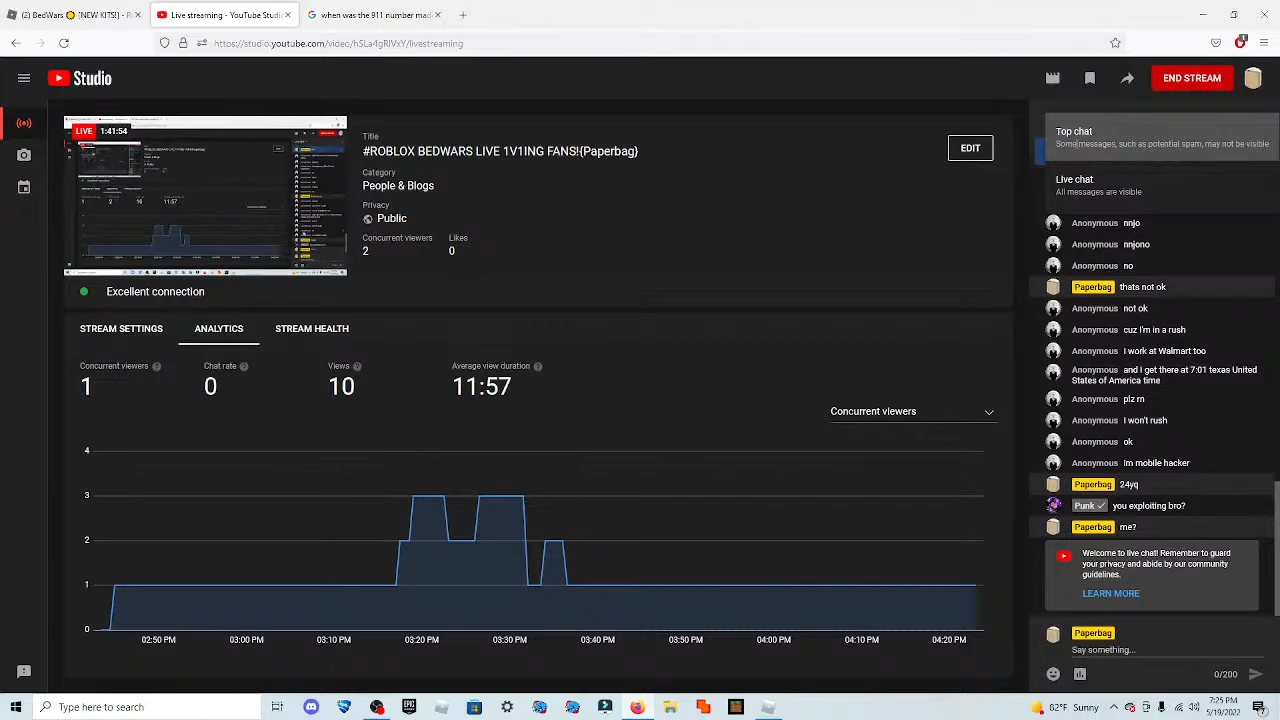 (2) BedWars [NEW KITS!] - R
Live streaming - YouTube Studio
when was the 911 number ma
https://studio.youtube.com/video/hSLa4gRlVxY/livestreaming
Studio
END STREAM
LIVE 1:41:54
Title
#ROBLOX BEDWARS LIVE 1V1ING FANS(Paperbag)
EDIT
Category
People & Blogs
Privacy
Public
Concurrent viewers
Likes
2
0
Excellent connection
STREAM SETTINGS
ANALYTICS
STREAM HEALTH
Concurrent viewers
Chat rate
Views
Average view duration
1
0
10
11:57
Concurrent viewers
4
3
2
1
0
02:50 PM
03:00 PM
03:10 PM
03:20 PM
03:30 PM
03:40 PM
03:50 PM
04:00 PM
04:10 PM
04:20 PM
Top chat
Some messages, such as potential spam, may not be visible
Live chat
All messages are visible
Anonymous nnjo
Anonymous nnjono
Anonymous no
Paperbag thats not ok
Anonymous not ok
Anonymous cuz I'm in a rush
Anonymous I work at Walmart too
Anonymous and I get there at 7:01 texas United
States of America time
Anonymous plz rn
Anonymous I won't rush
Anonymous ok
Anonymous Im mobile hacker
Paperbag 24yq
Punk you exploiting bro?
Paperbag me?
Welcome to live chat! Remember to guard
your privacy and abide by our community
guidelines.
LEARN MORE
Paperbag
Say something...
0/200
Type here to search
EPIC
82°F Sunny
7:25 PM